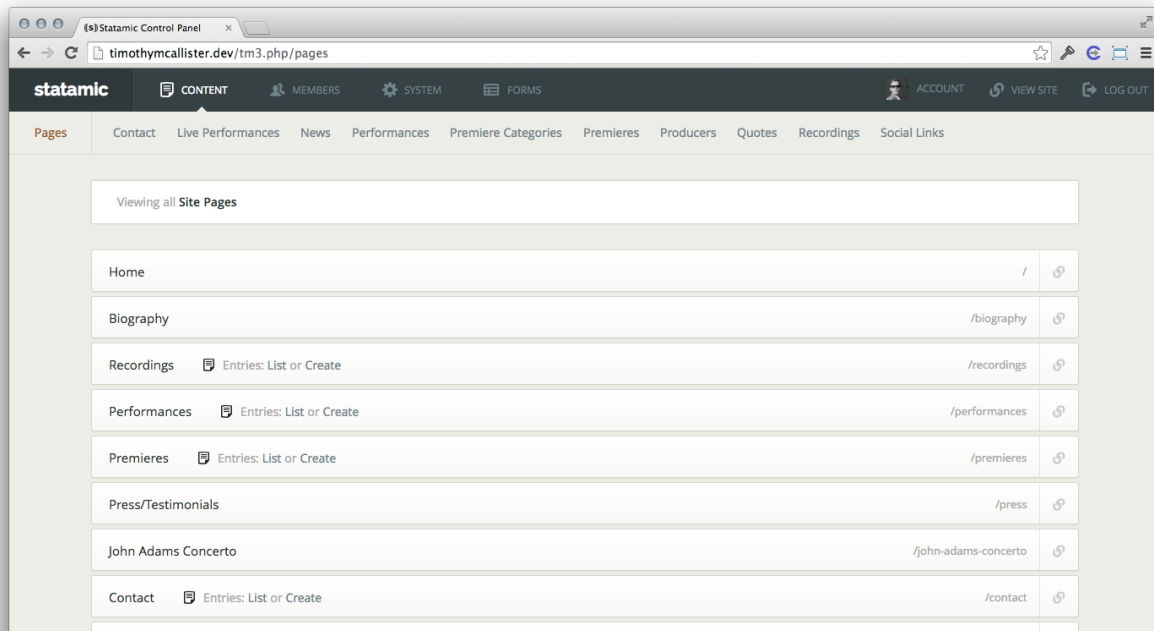 {s} Statamic Control Panel
timothymcallister.dev/tm3.php/pages
statamic CONTENT MEMBERS SYSTEM FORMS ACCOUNT VIEW SITE LOG OUT
Pages Contact Live Performances News Performances Premiere Categories Premieres Producers Quotes Recordings Social Links
Viewing all Site Pages
Home /
Biography /biography
Recordings Entries: List or Create /recordings
Performances Entries: List or Create /performances
Premieres Entries: List or Create /premieres
Press/Testimonials /press
John Adams Concerto /john-adams-concerto
Contact Entries: List or Create /contact